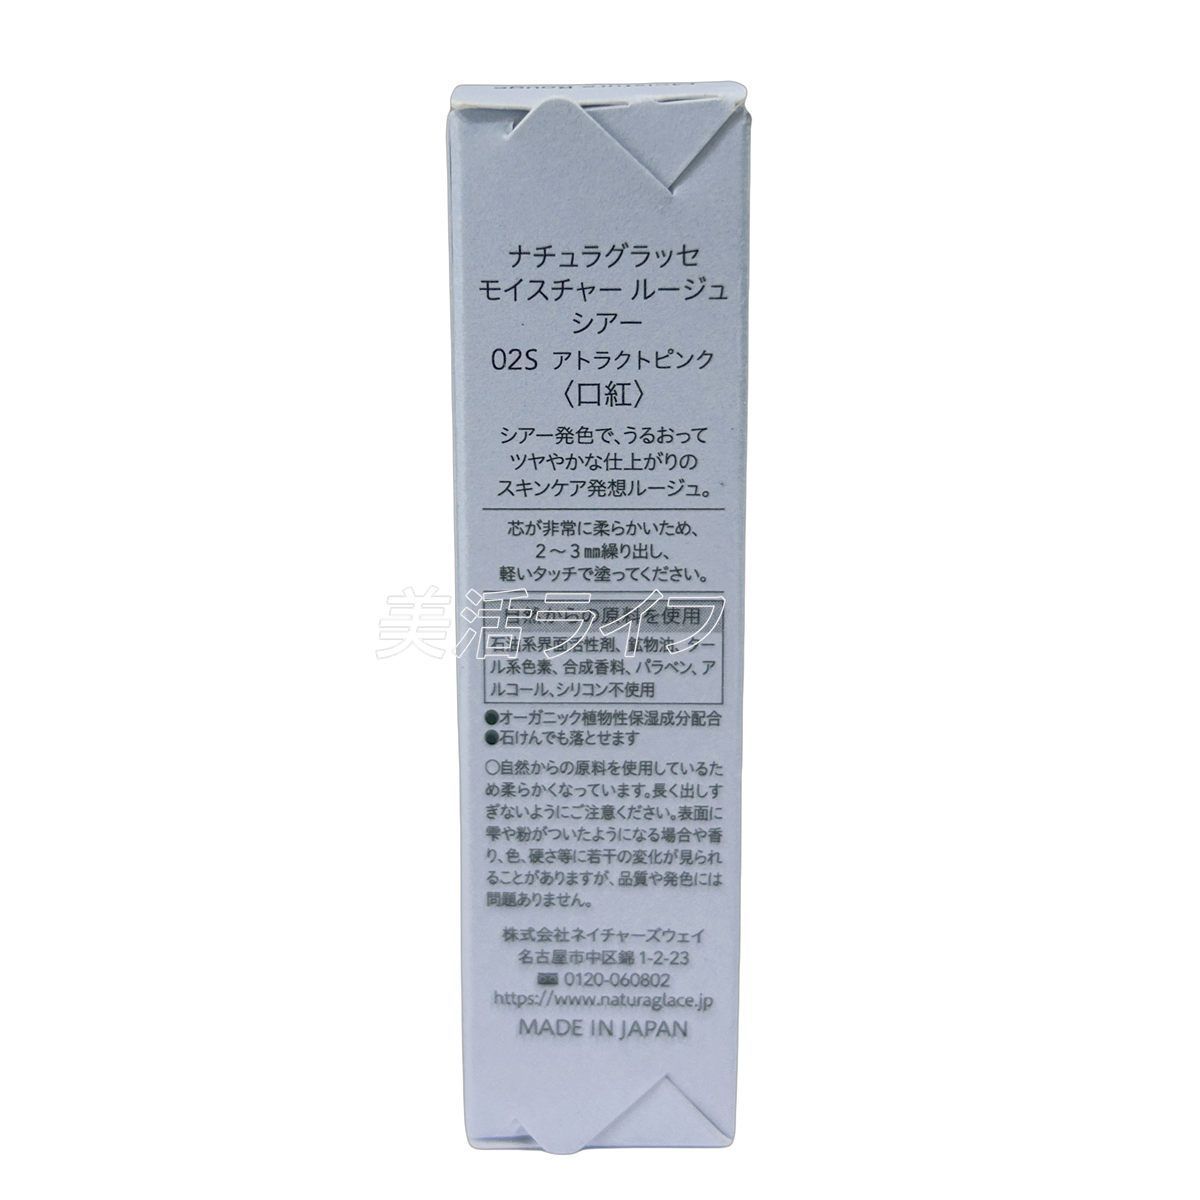 ナチュラグラッセ
モイスチャー ルージュ
シアー
02S アトラクトピンク
〈口紅〉
シアー発色で、うるおって
ツヤやかな仕上がりの
スキンケア発想ルージュ。
芯が非常に柔らかいため、
2～3㎜繰り出し、
軽いタッチで塗ってください。
美活ライフ
自然からの原料を使用
石油系界面活性剤、鉱物油、タール
ル系色素、合成香料、パラベン、ア
ルコール、シリコン不使用
●オーガニック植物性保湿成分配合
●石けんでも落とせます
○自然からの原料を使用しているた
め柔らかくなっています。長く出しす
ぎないようにご注意ください。表面に
雫や粉がついたようになる場合や香
り、色、硬さ等に若干の変化が見られ
ることがありますが、品質や発色には
問題ありません。
株式会社ネイチャーズウェイ
名古屋市中区錦1-2-23
0120-060802
https://www.naturaglace.jp
MADE IN JAPAN